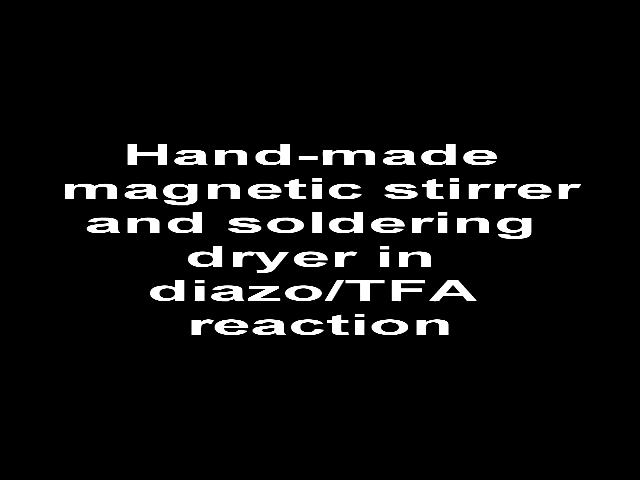 Hand-made
magnetic stirrer
and soldering
dryer in
diazo/TFA
reaction